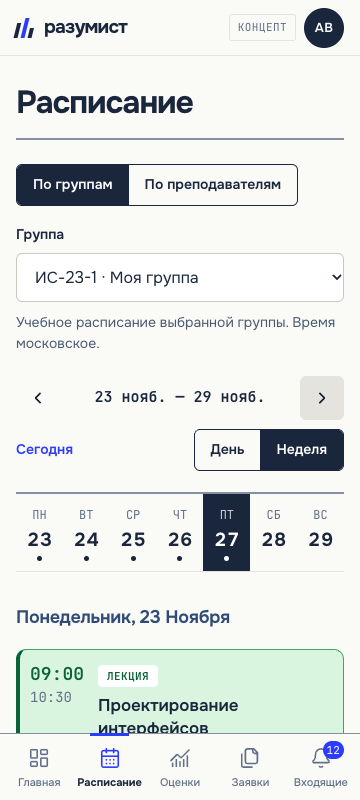 разумист
КОНЦЕПТ
АВ
Расписание
По группам
По преподавателям
Группа
ИС-23-1 · Моя группа
Учебное расписание выбранной группы. Время
московское.
23 нояб. — 29 нояб.
Сегодня
День
Неделя
ПН ВТ СР ЧТ ПТ СБ ВС
23 24 25 26 27 28 29
Понедельник, 23 Ноября
09:00 ЛЕКЦИЯ
10:30
Проектирование
интерфейсов
12
Главная Расписание Оценки Заявки Входящие